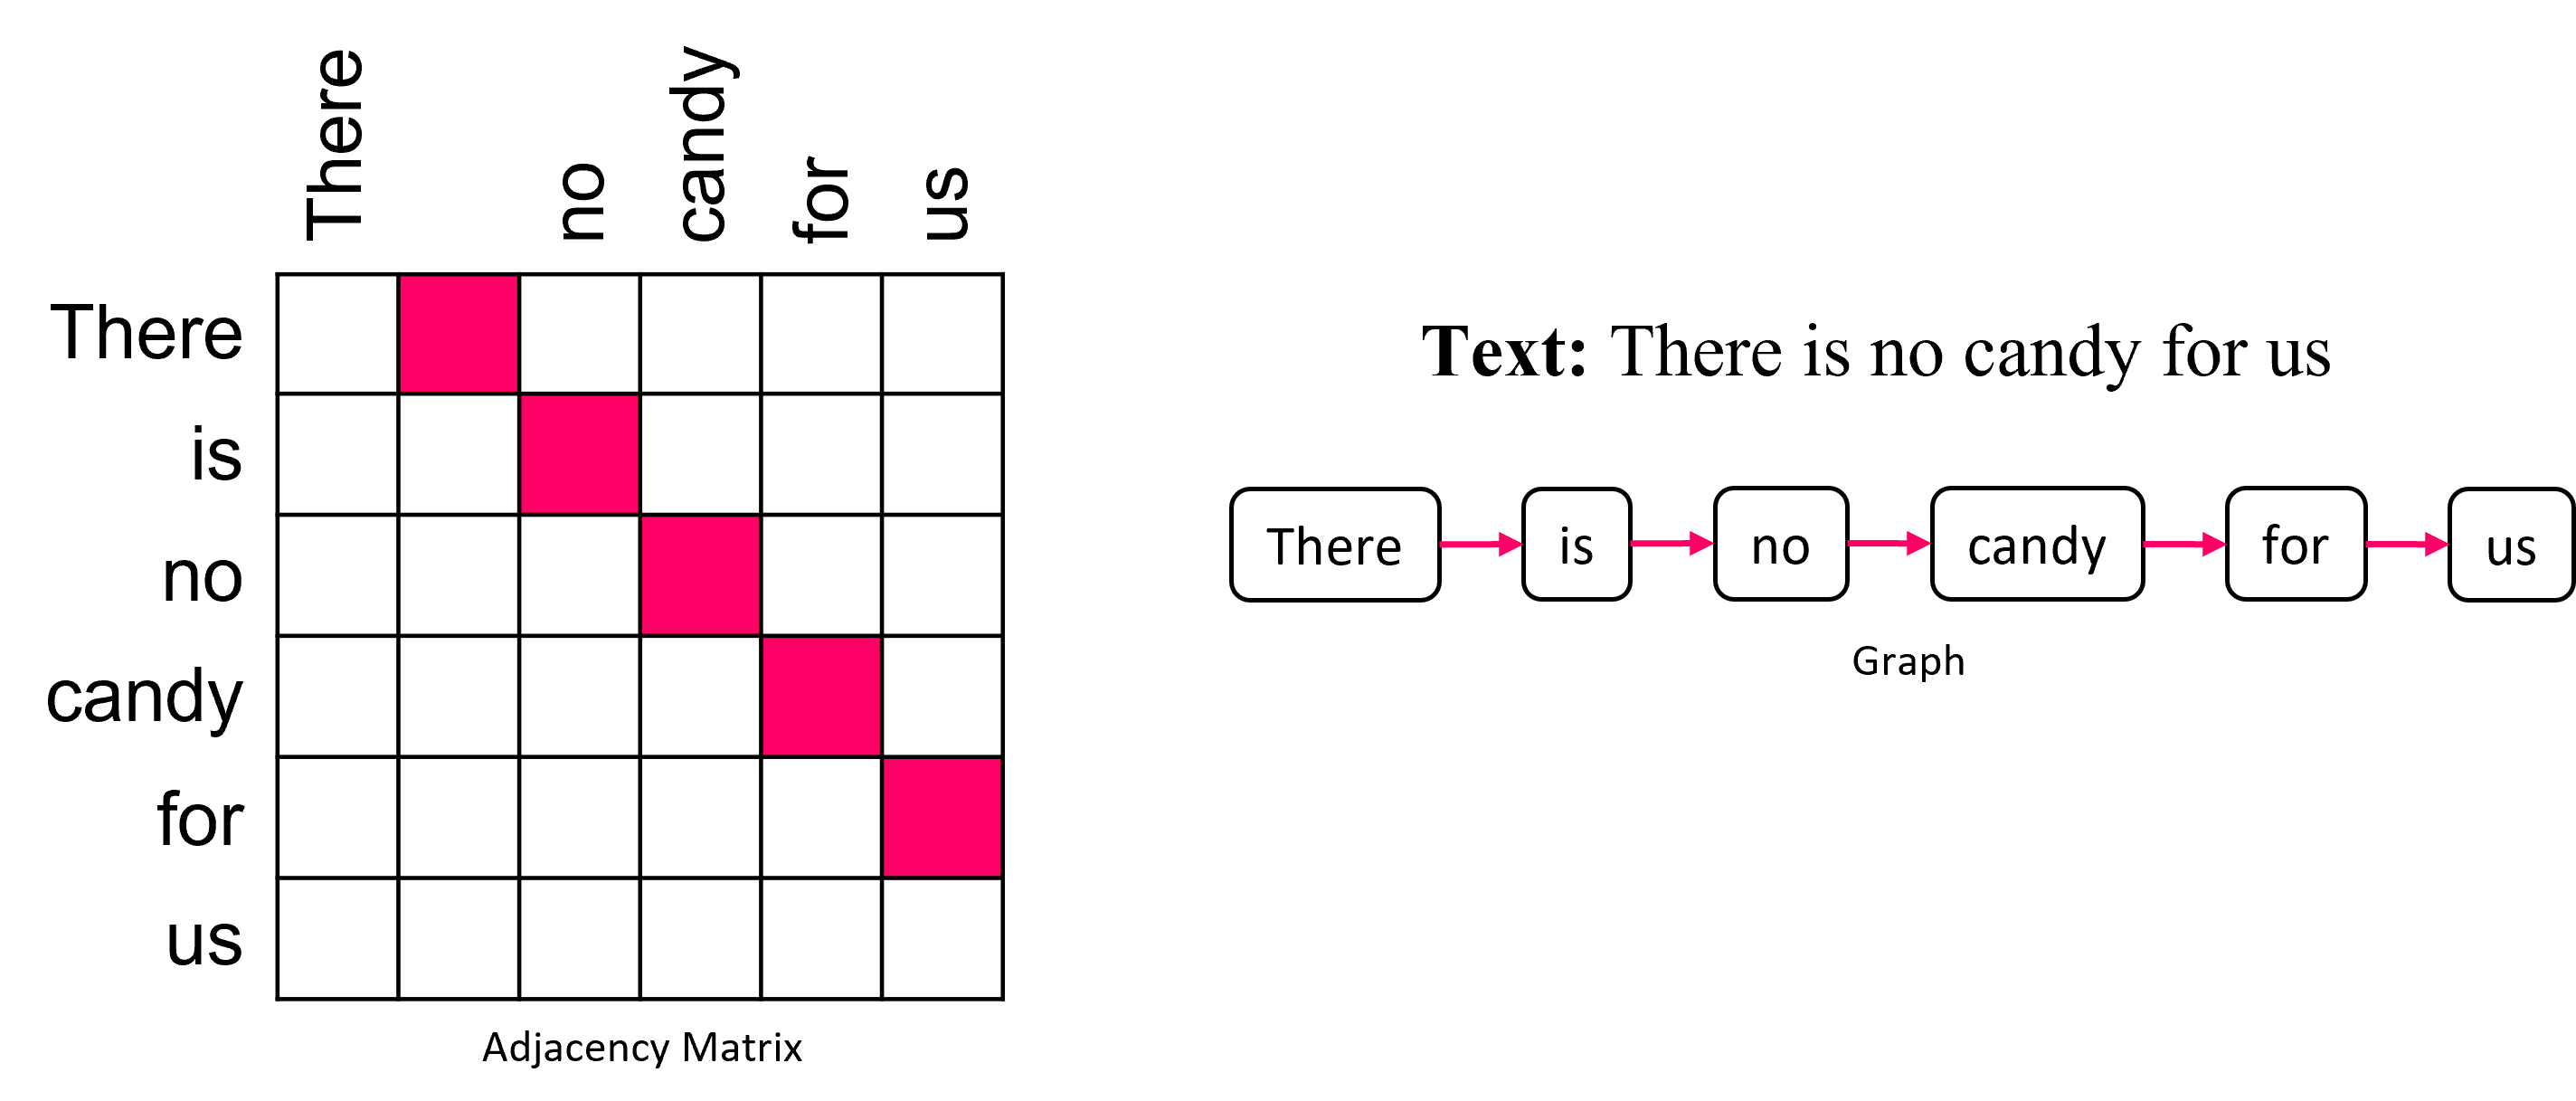 There no candy for us
There
is
no
candy
for
us
Adjacency Matrix
Text: There is no candy for us
There is no candy for us
Graph